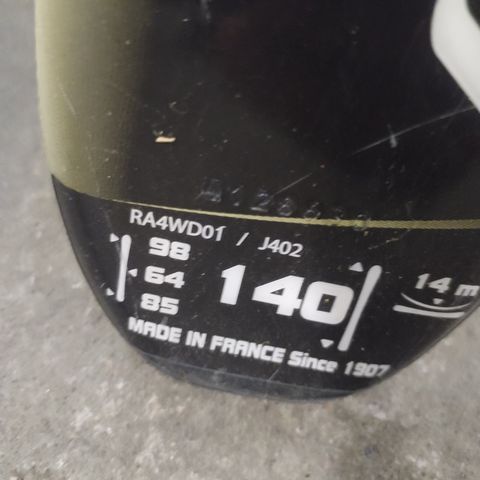 RA4WD01 / J402
98
64
85
140
14 m
MADE IN FRANCE Since 1907